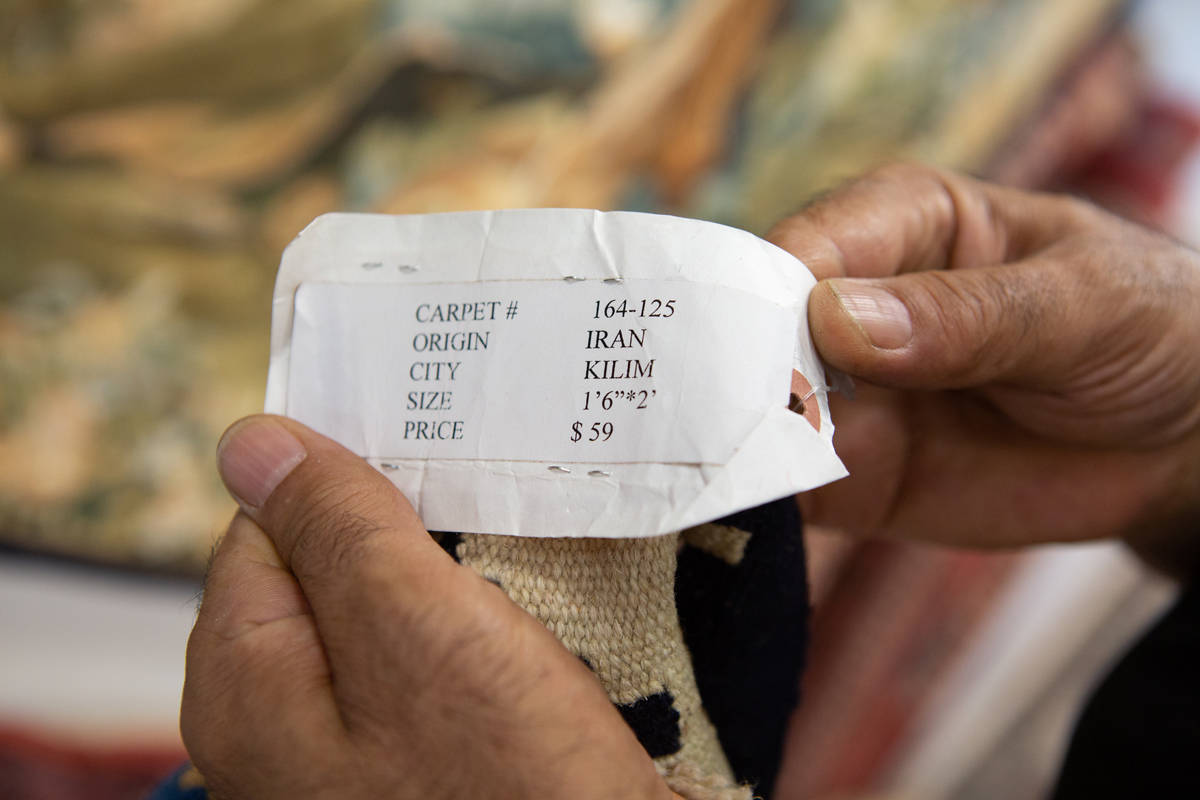 CARPET # 164-125
ORIGIN IRAN
CITY KILIM
SIZE 1'6”*2'
PRICE $ 59